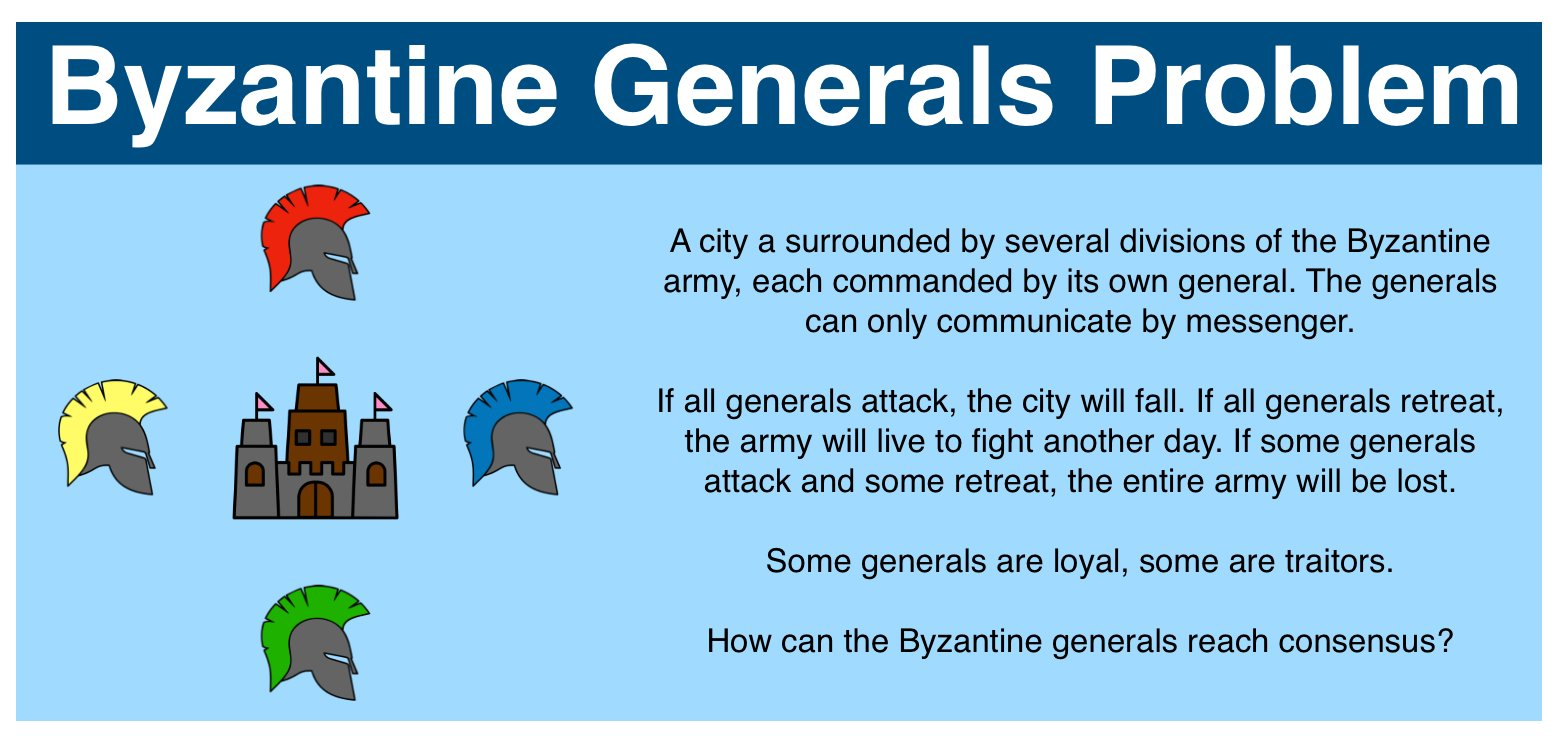 Byzantine Generals Problem
A city a surrounded by several divisions of the Byzantine
army, each commanded by its own general. The generals
can only communicate by messenger.
If all generals attack, the city will fall. If all generals retreat,
the army will live to fight another day. If some generals
attack and some retreat, the entire army will be lost.
Some generals are loyal, some are traitors.
How can the Byzantine generals reach consensus?